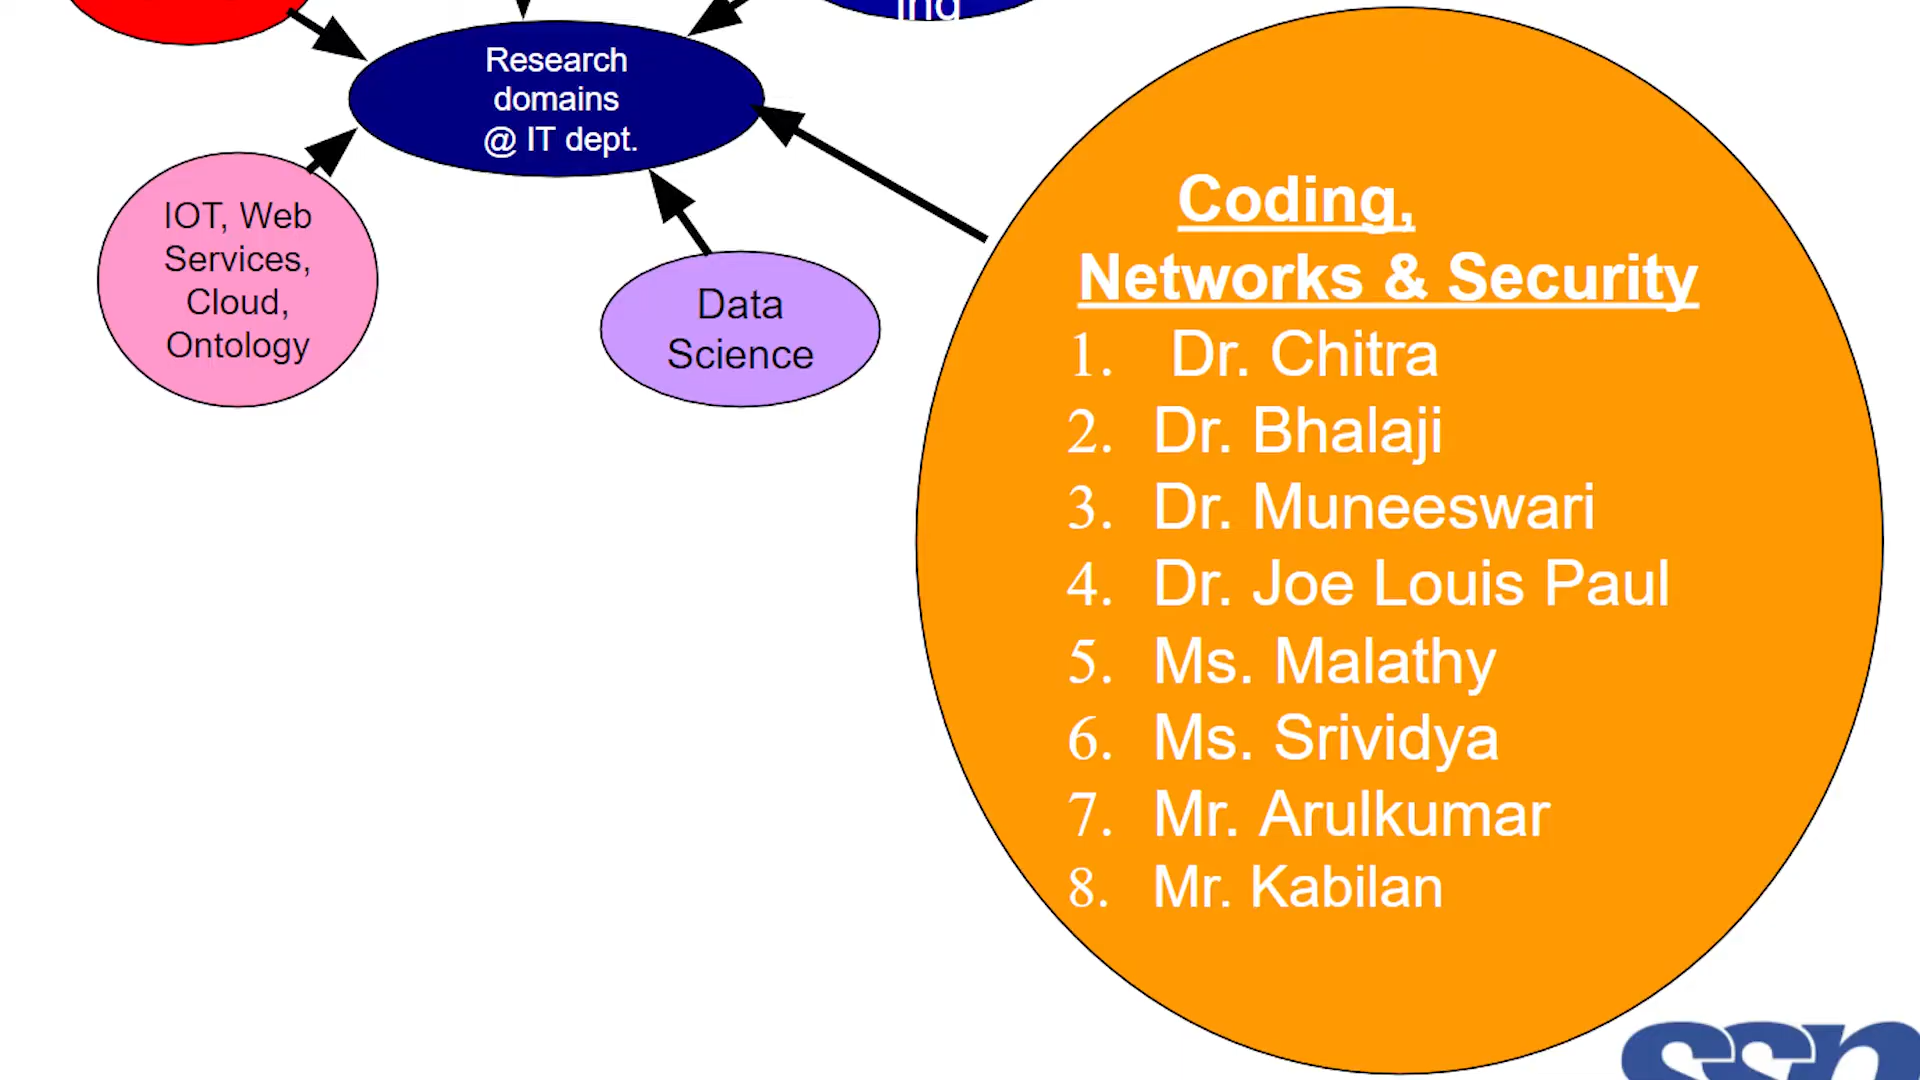 ing
Research
domains
@ IT dept.
IOT, Web
Services,
Cloud,
Ontology
Data
Science
Coding,
Networks & Security
1. Dr. Chitra
2. Dr. Bhalaji
3. Dr. Muneeswari
4. Dr. Joe Louis Paul
5. Ms. Malathy
6. Ms. Srividya
7. Mr. Arulkumar
8. Mr. Kabilan
ssn